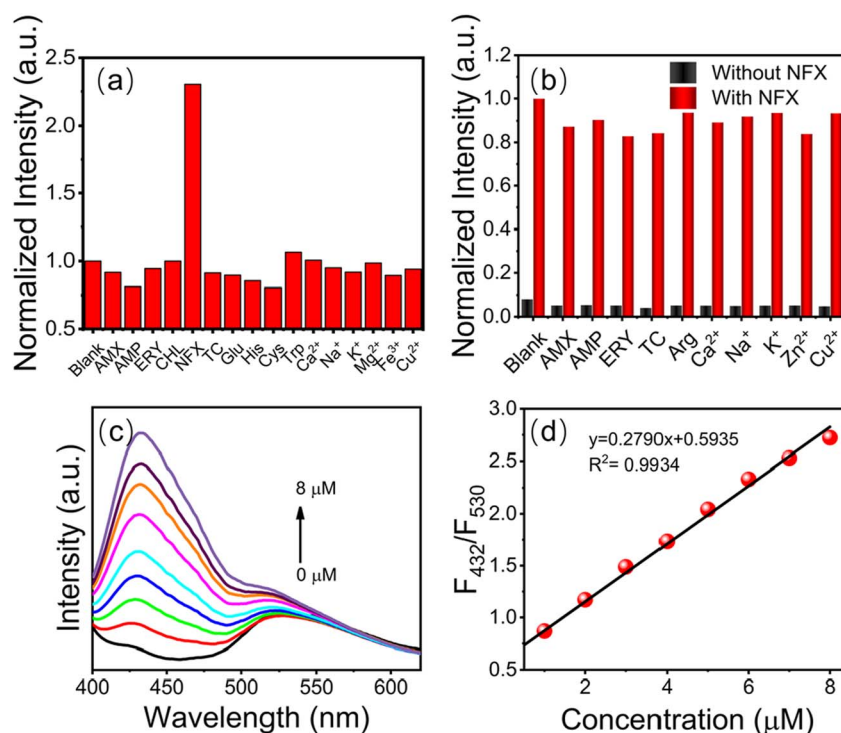 (a)
Normalized Intensity (a.u.)
2.5
2.0
1.5
1.0
0.5
Blank
AMX
AMP
ERY
CHL
NFX
TC
Glu
His
Cys
Trp
Ca²⁺
Na⁺
K⁺
Mg²⁺
Fe³⁺
Cu²⁺
(b)
Without NFX
With NFX
Normalized Intensity (a.u.)
1.2
1.0
0.8
0.6
0.4
0.2
0.0
Blank
AMX
AMP
ERY
TC
Arg
Ca²⁺
Na⁺
K⁺
Zn²⁺
Cu²⁺
(c)
Intensity (a.u.)
8 μM
0 μM
400
450
500
550
600
Wavelength (nm)
(d)
y=0.2790x+0.5935
R²= 0.9934
F₄₃₂/F₅₃₀
3.0
2.5
2.0
1.5
1.0
0.5
2
4
6
8
Concentration (μM)